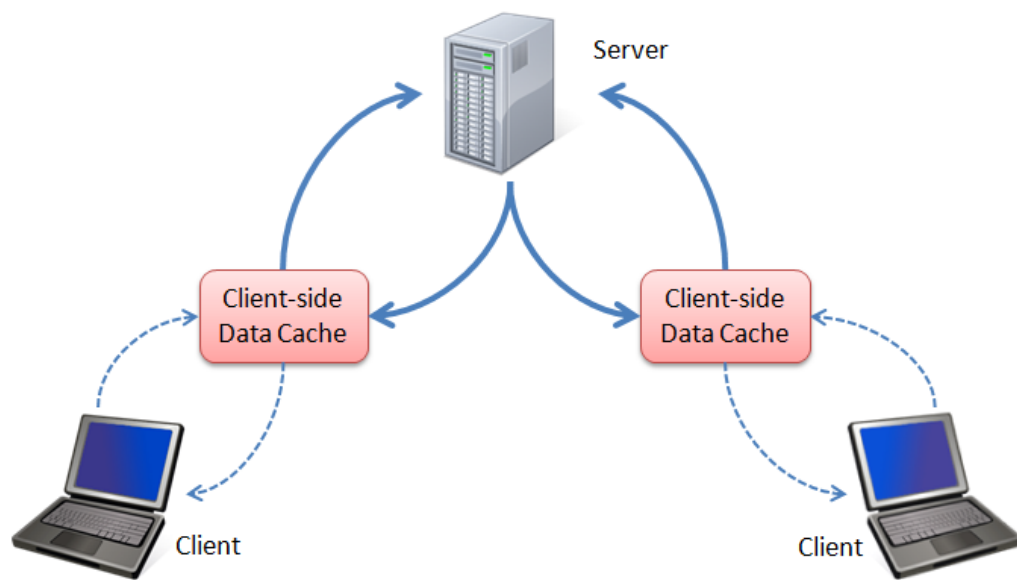 Server
Client-side
Data Cache
Client-side
Data Cache
Client
Client